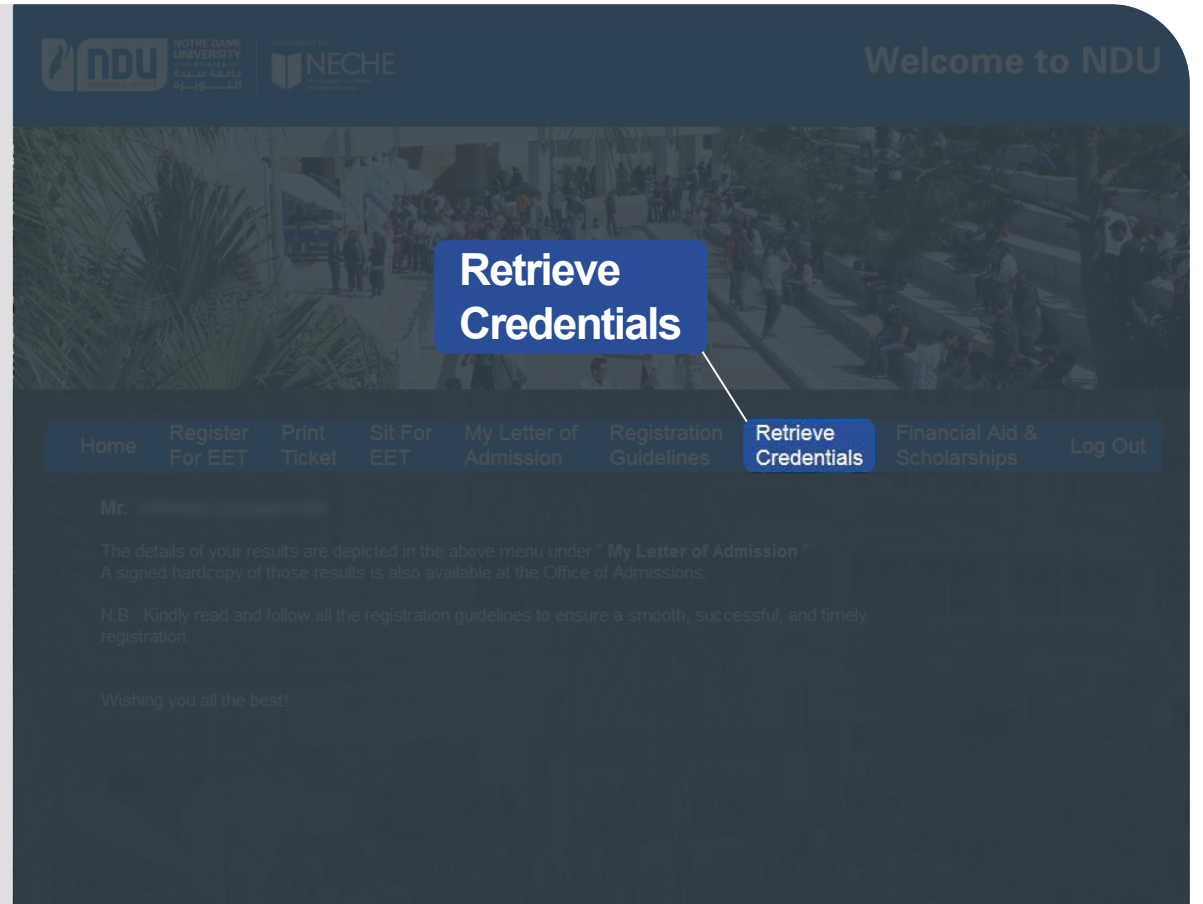 NDU
NOTRE DAME
UNIVERSITY
LOUAIZE
جامعة سيدة
اللـــويـــزة
Accredited by
NECHE
Welcome to NDU
Retrieve
Credentials
Home
Register
For EET
Print
Ticket
Sit For
EET
My Letter of
Admission
Registration
Guidelines
Retrieve
Credentials
Financial Aid &
Scholarships
Log Out
Mr.
The details of your results are depicted in the above menu under " My Letter of Admission ".
A signed hardcopy of those results is also available at the Office of Admissions.
N.B.: Kindly read and follow all the registration guidelines to ensure a smooth, successful, and timely
registration.
Wishing you all the best!